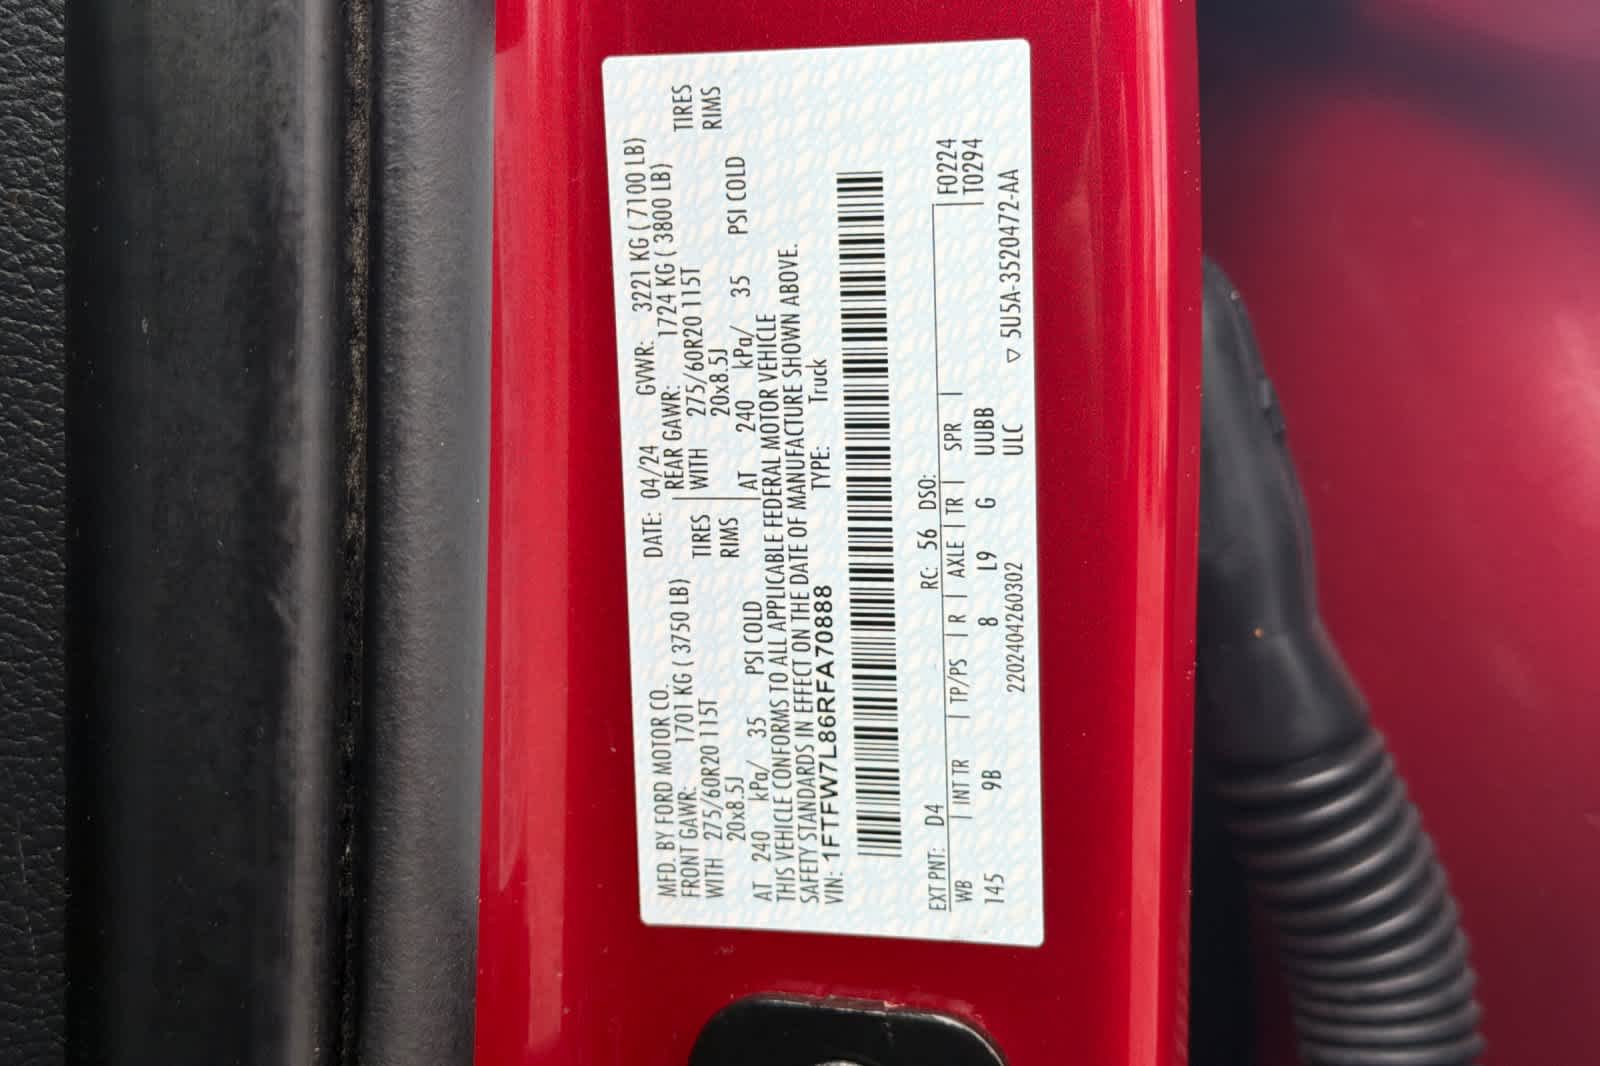 MFD. BY FORD MOTOR CO. DATE: 04/24 GVWR: 3221 KG ( 7100 LB)
FRONT GAWR: 1701 KG ( 3750 LB) REAR GAWR: 1724 KG ( 3800 LB)
WITH 275/60R20 115T TIRES WITH 275/60R20 115T TIRES
20x8.5J RIMS 20x8.5J RIMS
AT 240 kPa/ 35 PSI COLD AT 240 kPa/ 35 PSI COLD
THIS VEHICLE CONFORMS TO ALL APPLICABLE FEDERAL MOTOR VEHICLE
SAFETY STANDARDS IN EFFECT ON THE DATE OF MANUFACTURE SHOWN ABOVE.
VIN: 1FTFW7L86RFA70888 TYPE: Truck
EXT PNT: D4 RC: 56 DSO: F0224
WB INT TR TP/PS R AXLE TR SPR T0294
145 9B 8 L9 G UUBB
220240426​0302 ULC ▽ 5U5A-3520472-AA